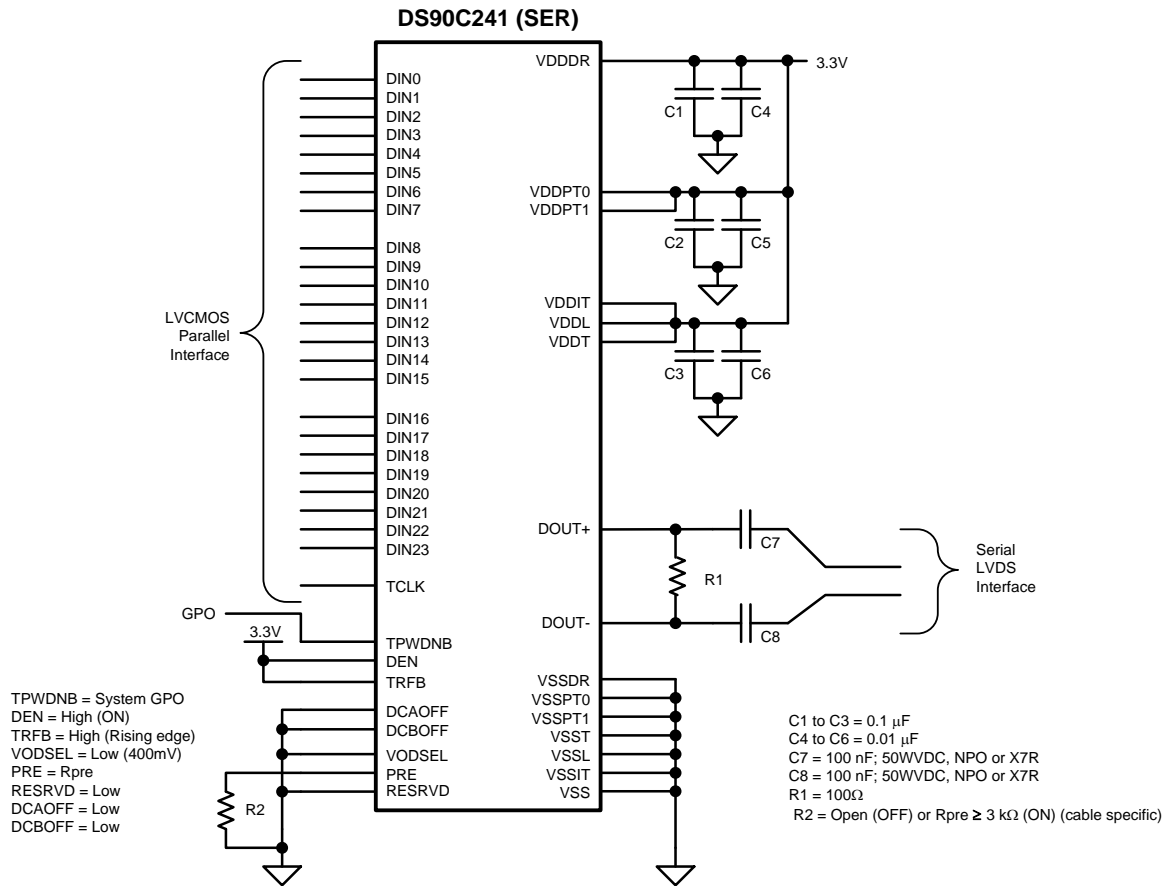 DS90C241 (SER)
DIN0
DIN1
DIN2
DIN3
DIN4
DIN5
DIN6
DIN7
DIN8
DIN9
DIN10
DIN11
DIN12
DIN13
DIN14
DIN15
DIN16
DIN17
DIN18
DIN19
DIN20
DIN21
DIN22
DIN23
TCLK
TPWDNB
DEN
TRFB
DCAOFF
DCBOFF
VODSEL
PRE
RESRVD
LVCMOS
Parallel
Interface
GPO
3.3V
R2
TPWDNB = System GPO
DEN = High (ON)
TRFB = High (Rising edge)
VODSEL = Low (400mV)
PRE = Rpre
RESRVD = Low
DCAOFF = Low
DCBOFF = Low
VDDDR
VDDPT0
VDDPT1
VDDIT
VDDL
VDDT
DOUT+
DOUT-
VSSDR
VSSPT0
VSSPT1
VSST
VSSL
VSSIT
VSS
3.3V
C1
C4
C2
C5
C3
C6
C7
R1
C8
Serial
LVDS
Interface
C1 to C3 = 0.1 μF
C4 to C6 = 0.01 μF
C7 = 100 nF; 50WVDC, NPO or X7R
C8 = 100 nF; 50WVDC, NPO or X7R
R1 = 100Ω
R2 = Open (OFF) or Rpre ≥ 3 kΩ (ON) (cable specific)